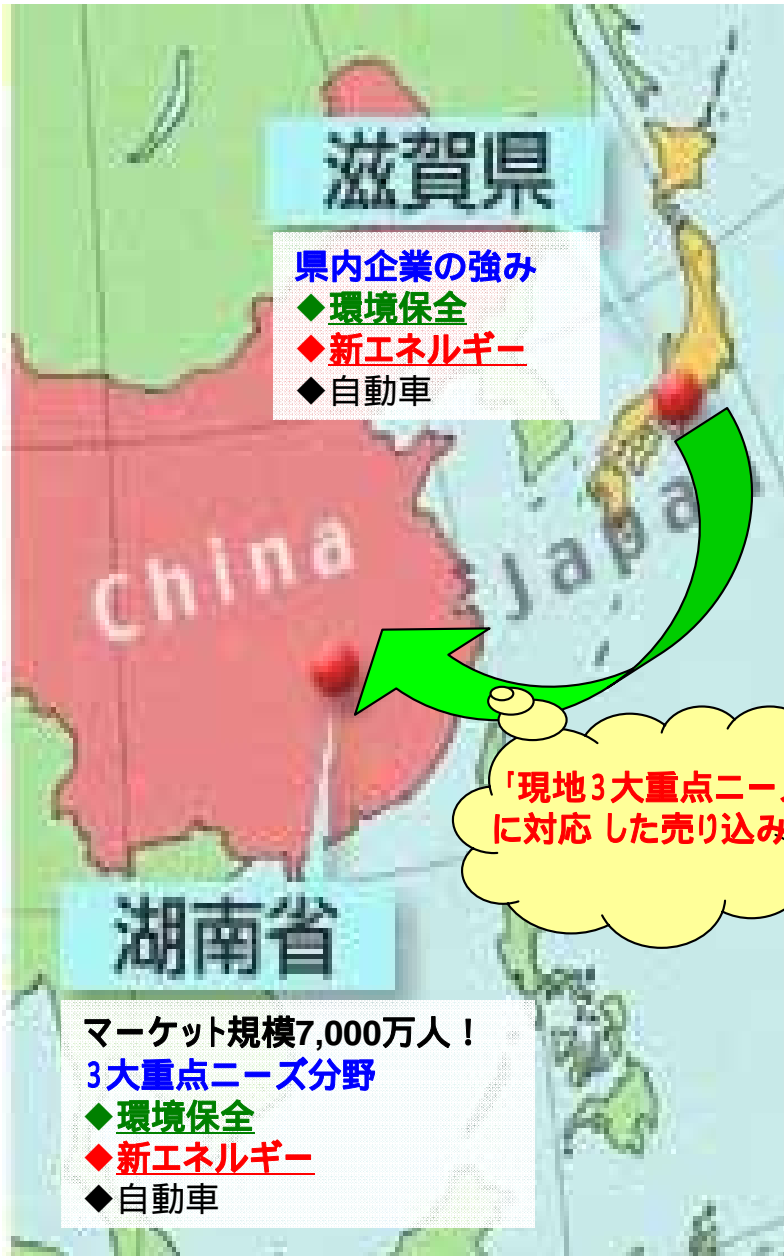 滋賀県
県内企業の強み
◆環境保全
◆新エネルギー
◆自動車
China
Japan
「現地3大重点ニー
に対応 した売り込み
湖南省
マーケット規模7,000万人！
3大重点ニーズ分野
◆環境保全
◆新エネルギー
◆自動車